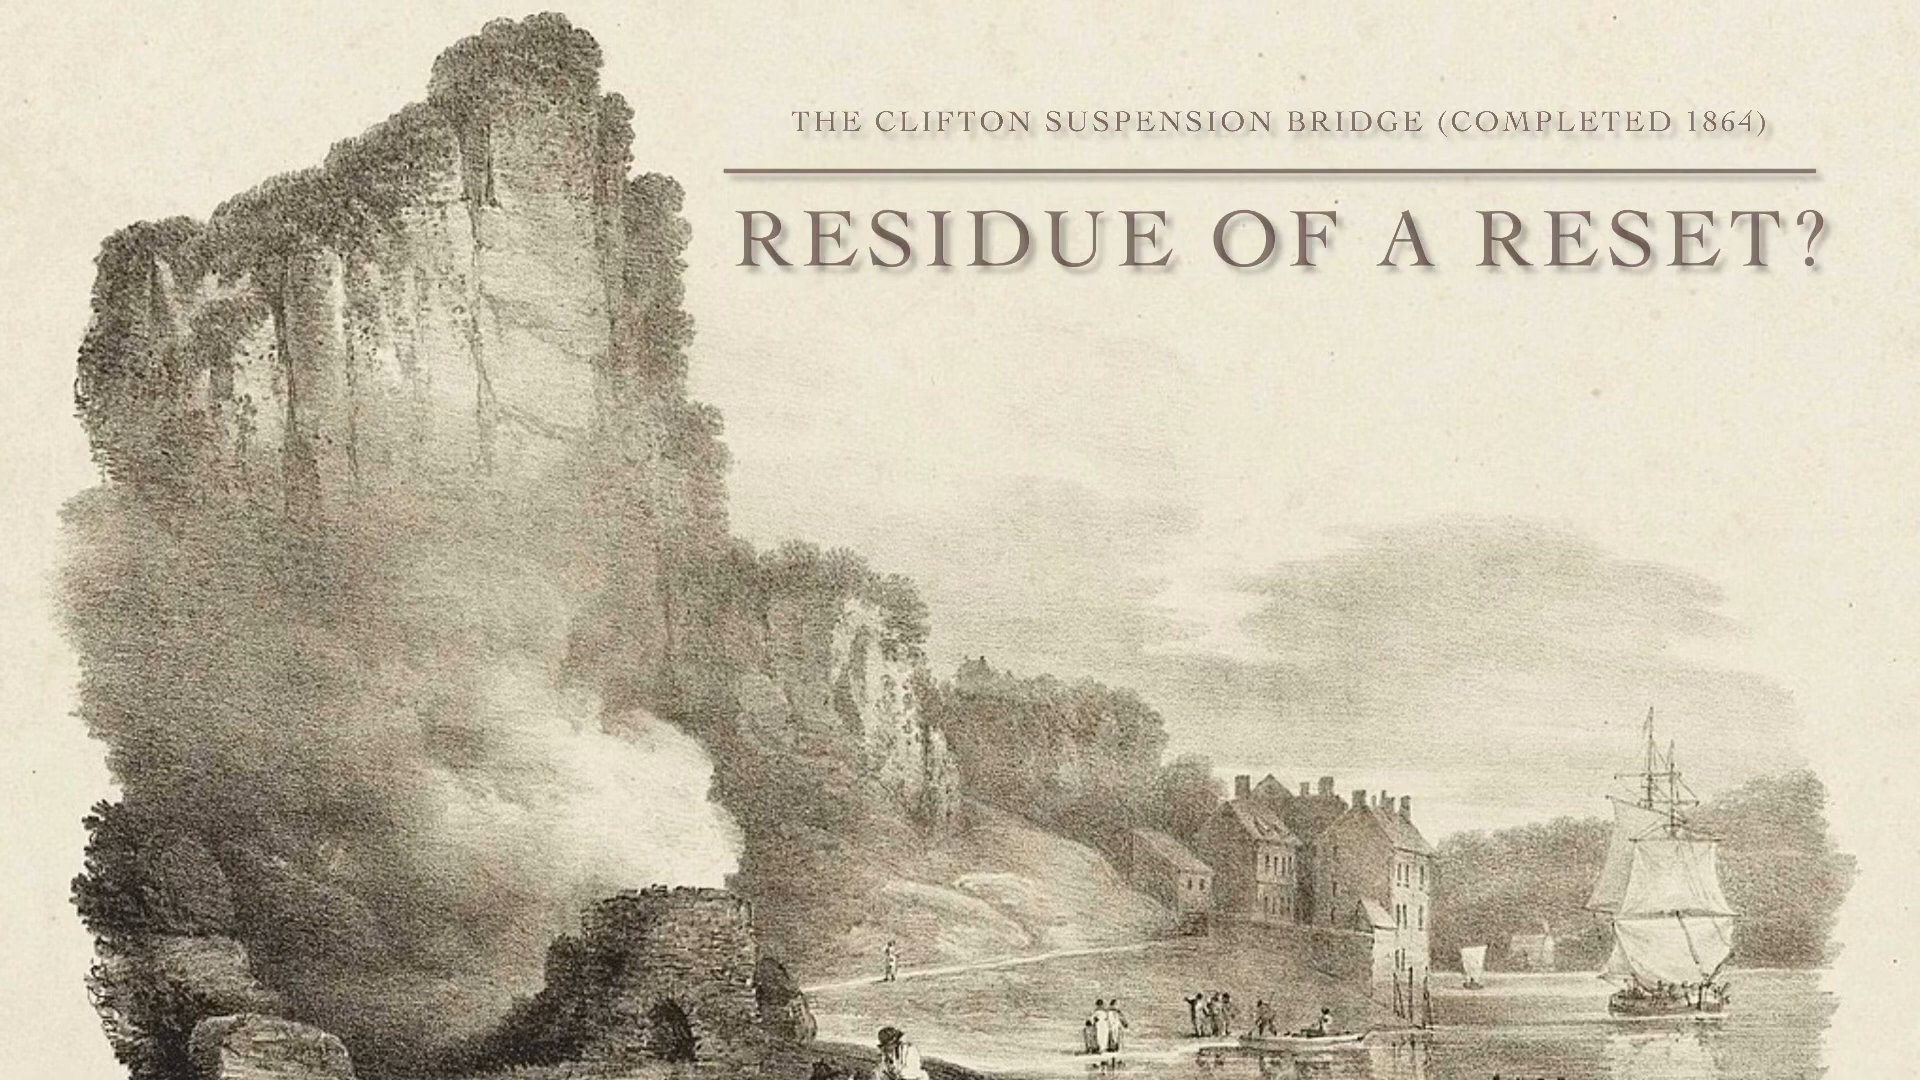 THE CLIFTON SUSPENSION BRIDGE (COMPLETED 1864)
RESIDUE OF A RESET?